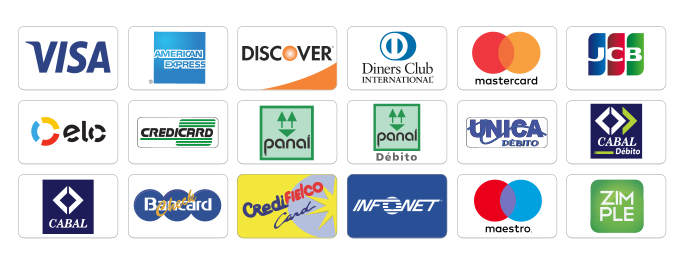 VISA
AMERICAN
EXPRESS
®
DISCOVER
Diners Club
INTERNATIONAL
mastercard
JCB
elo
CREDICARD
panal
panal
Débito
UNICA
DÉBITO
CABAL
Débito
CABAL
Bancard
Check
CrediFIELCO
Card
INFONET
maestro
ZIM
PLE